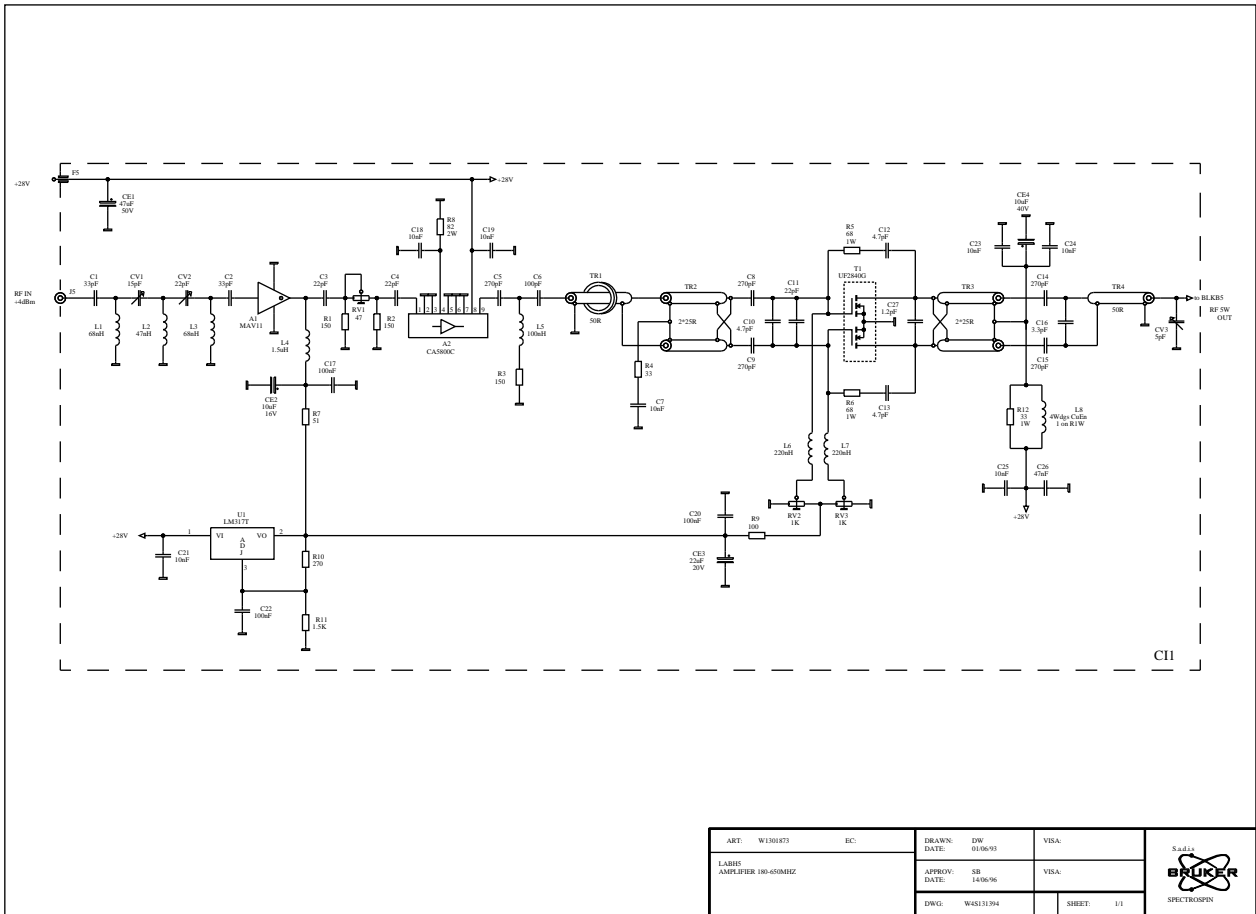 +28V
F5
+28V
CE1
47uF
50V
C18
10nF
R8
82
2W
C19
10nF
RF IN
+4dBm
J5
C1
33pF
CV1
15pF
CV2
22pF
C2
33pF
A1
MAV11
C3
22pF
RV1
47
C4
22pF
L1
68nH
L2
47nH
L3
68nH
L4
1.5uH
R1
150
R2
150
1 2 3 4 5 6 7 8 9
A2
CA5800C
C5
270pF
C6
100pF
L5
100nH
R3
150
TR1
50R
TR2
2*25R
R4
33
C7
10nF
C8
270pF
C11
22pF
C10
4.7pF
C9
270pF
R5
68
1W
C12
4.7pF
T1
UF2840G
C27
1.2pF
R6
68
1W
C13
4.7pF
L6
220nH
L7
220nH
RV2
1K
RV3
1K
TR3
2*25R
CE4
10uF
40V
C23
10nF
C24
10nF
C14
270pF
C16
3.3pF
C15
270pF
TR4
50R
to BLKB5
RF 5W
OUT
CV3
5pF
R12
33
1W
L8
4Wdgs CuEn
1 on R1W
C25
10nF
C26
47nF
+28V
CE2
10uF
16V
C17
100nF
R7
51
U1
LM317T
+28V
1
VI
A
D
J
VO
2
3
C21
10nF
C22
100nF
R10
270
R11
1.5K
C20
100nF
R9
100
CE3
22uF
20V
CI1
ART: W1301873 EC:
LABH5
AMPLIFIER 180-650MHZ
DRAWN: DW
DATE: 01/06/93
VISA:
APPROV: SB
DATE: 14/06/96
VISA:
DWG: W4S131394
SHEET: 1/1
S.a.d.i.s
BRUKER
SPECTROSPIN